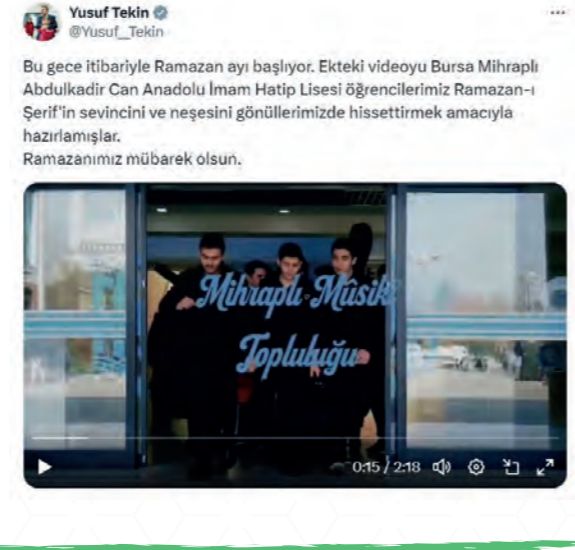 Yusuf Tekin
@Yusuf_Tekin
Bu gece itibariyle Ramazan ayı başlıyor. Ekteki videoyu Bursa Mihraplı
Abdulkadir Can Anadolu İmam Hatip Lisesi öğrencilerimiz Ramazan-ı
Şerif'in sevincini ve neşesini gönüllerimizde hissettirmek amacıyla
hazırlamışlar.
Ramazanımız mübarek olsun.
Mihraplı Mûsikî
Topluluğu
0:15 / 2:18